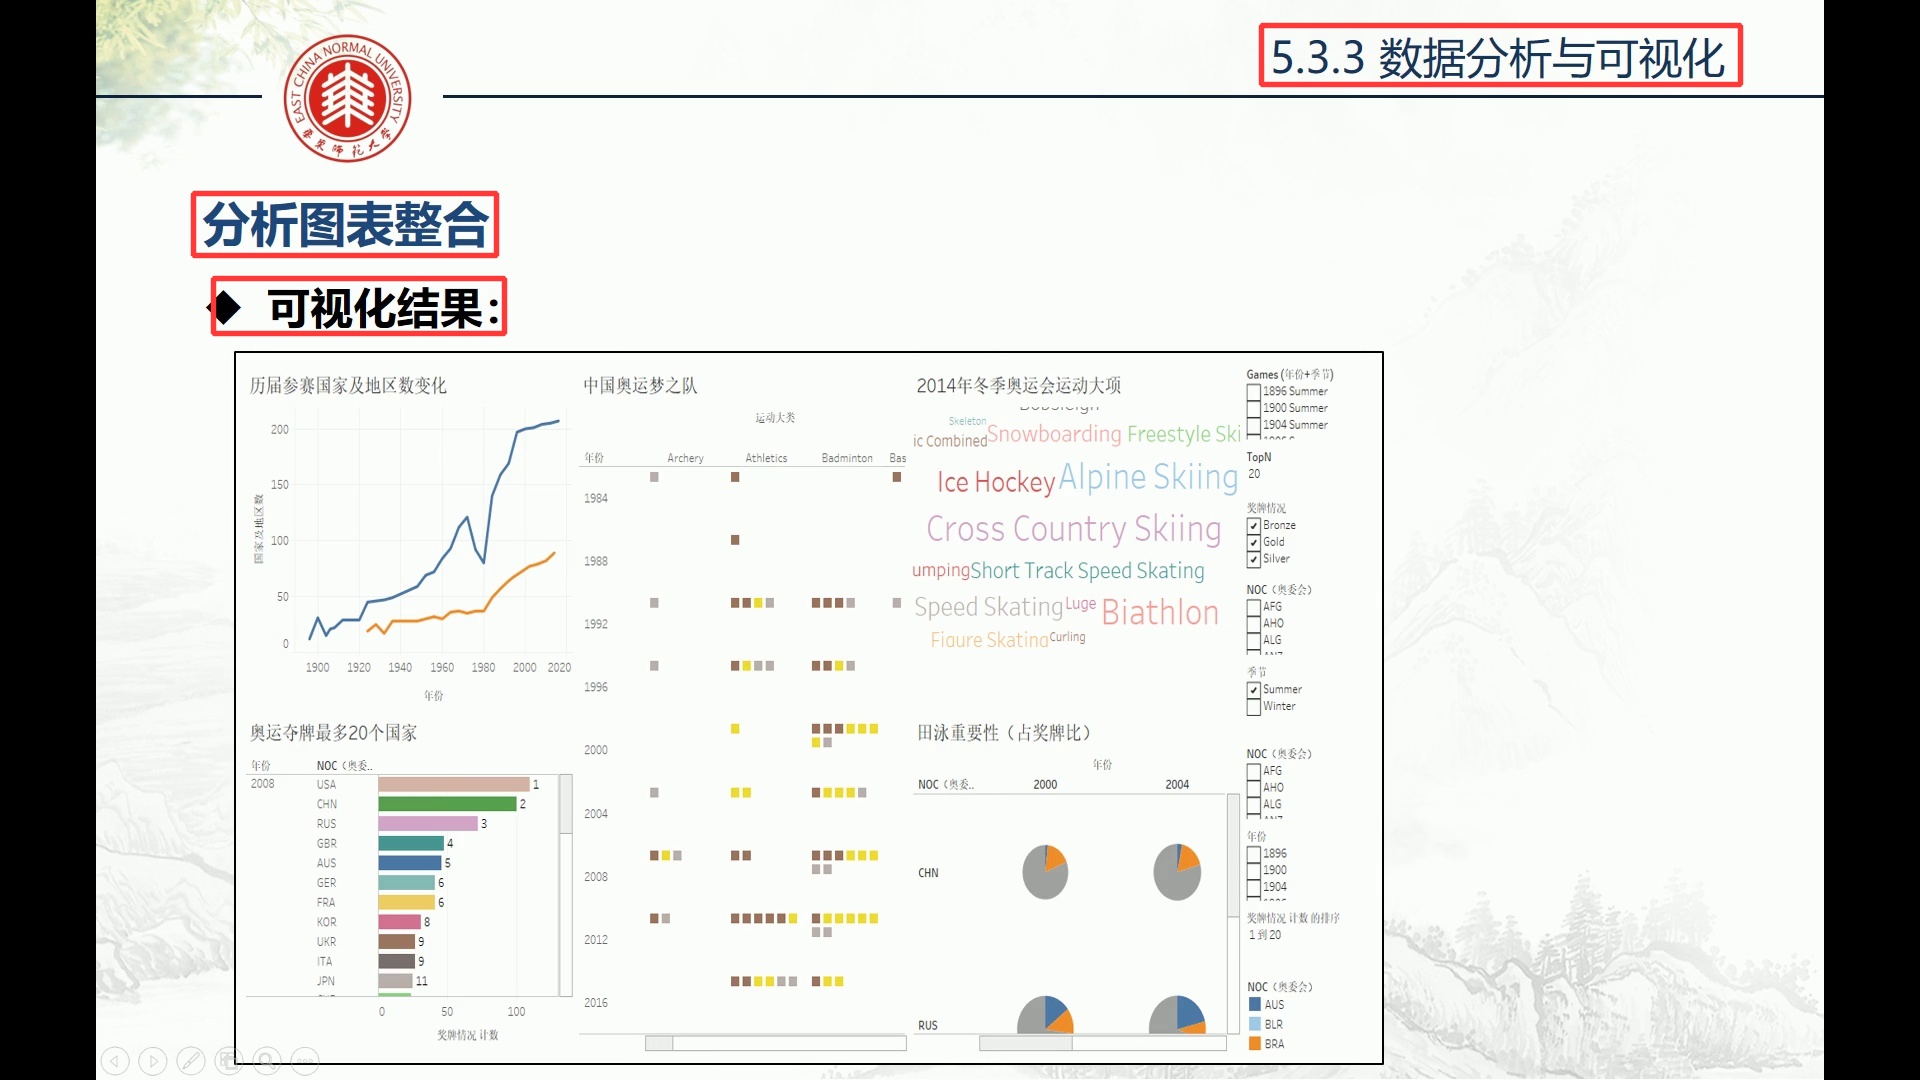 EAST CHINA NORMAL UNIVERSITY
华东师范大学
5.3.3 数据分析与可视化
分析图表整合
◆ 可视化结果：
历届参赛国家及地区数变化
国家及地区数
200
150
100
50
0
1900 1920 1940 1960 1980 2000 2020
年份
奥运夺牌最多20个国家
年份 NOC（奥委..
2008
USA 1
CHN 2
RUS 3
GBR 4
AUS 5
GER 6
FRA 6
KOR 8
UKR 9
ITA 9
JPN 11
0 50 100
奖牌情况 计数
中国奥运梦之队
运动大类
年份 Archery Athletics Badminton Bas
1984
1988
1992
1996
2000
2004
2008
2012
2016
2014年冬季奥运会运动大项
Bobsleigh
Skeleton
ic Combined Snowboarding Freestyle Ski
Ice Hockey Alpine Skiing
Cross Country Skiing
umping Short Track Speed Skating
Speed Skating Luge Biathlon
Figure Skating Curling
田泳重要性（占奖牌比）
年份
NOC（奥委.. 2000 2004
CHN
RUS
Games (年份+季节)
1896 Summer
1900 Summer
1904 Summer
TopN
20
奖牌情况
Bronze
Gold
Silver
NOC（奥委会）
AFG
AHO
ALG
季节
Summer
Winter
NOC（奥委会）
AFG
AHO
ALG
年份
1896
1900
1904
奖牌情况 计数 的排序
1 到 20
NOC（奥委会）
AUS
BLR
BRA